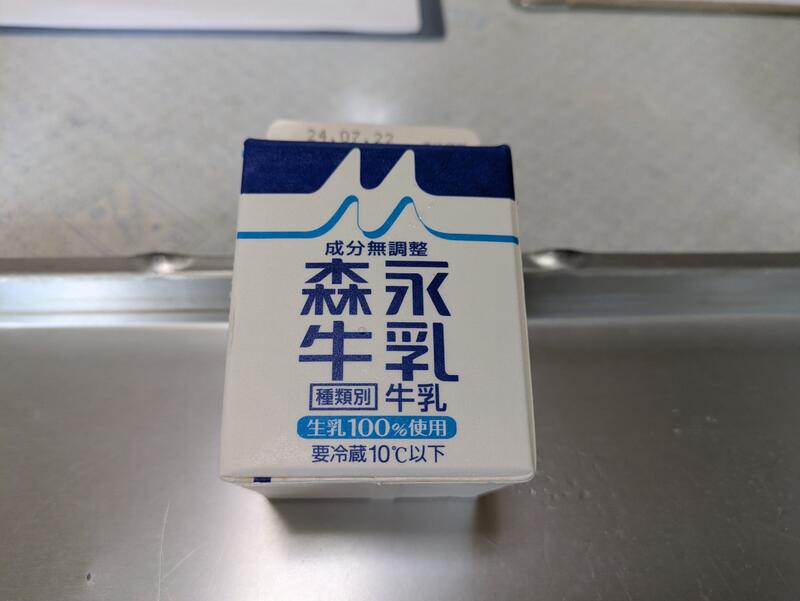 24.07.22
成分無調整
森永
牛乳
種類別 牛乳
生乳100%使用
要冷蔵10℃以下